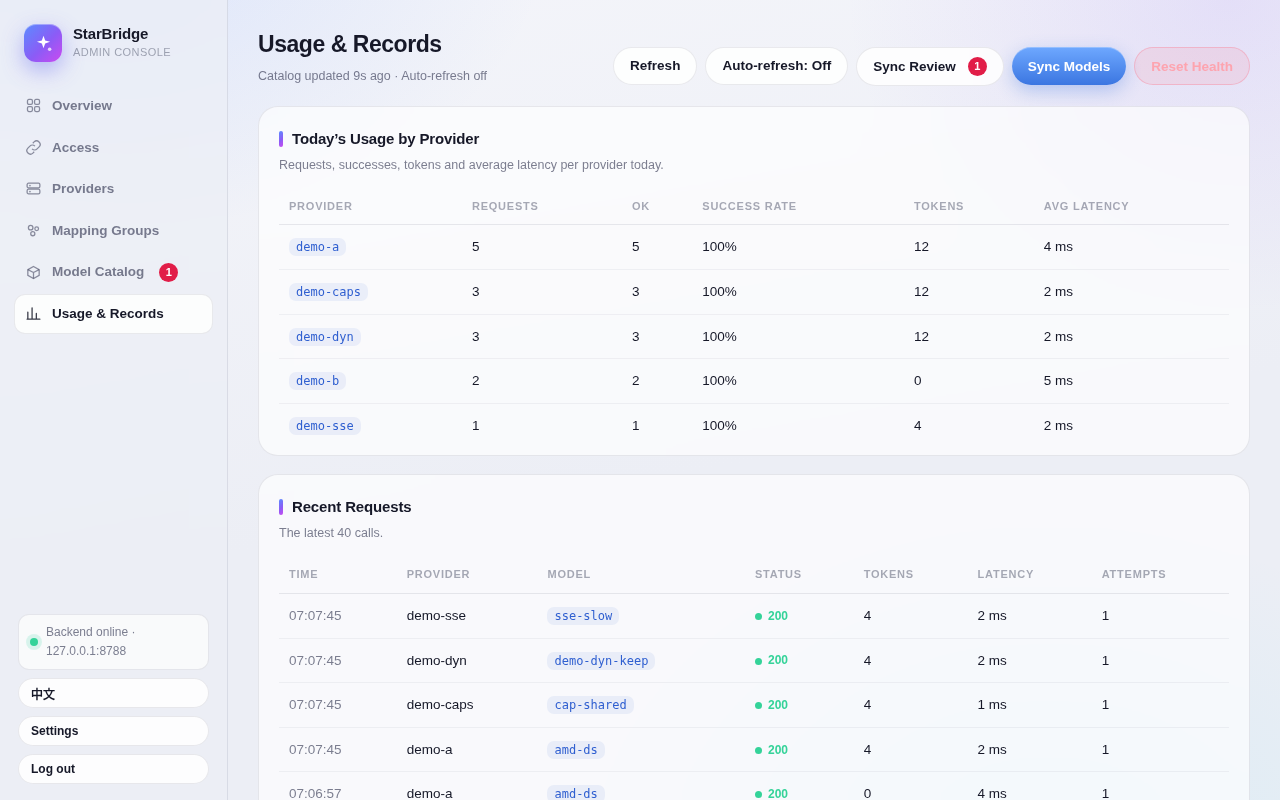 StarBridge
ADMIN CONSOLE
Overview
Access
Providers
Mapping Groups
Model Catalog 1
Usage & Records
Backend online ·
127.0.0.1:8788
中文
Settings
Log out
Usage & Records
Catalog updated 9s ago · Auto-refresh off
Refresh Auto-refresh: Off Sync Review 1 Sync Models Reset Health
Today’s Usage by Provider
Requests, successes, tokens and average latency per provider today.
PROVIDER REQUESTS OK SUCCESS RATE TOKENS AVG LATENCY
demo-a 5 5 100% 12 4 ms
demo-caps 3 3 100% 12 2 ms
demo-dyn 3 3 100% 12 2 ms
demo-b 2 2 100% 0 5 ms
demo-sse 1 1 100% 4 2 ms
Recent Requests
The latest 40 calls.
TIME PROVIDER MODEL STATUS TOKENS LATENCY ATTEMPTS
07:07:45 demo-sse sse-slow 200 4 2 ms 1
07:07:45 demo-dyn demo-dyn-keep 200 4 2 ms 1
07:07:45 demo-caps cap-shared 200 4 1 ms 1
07:07:45 demo-a amd-ds 200 4 2 ms 1
07:06:57 demo-a amd-ds 200 0 4 ms 1